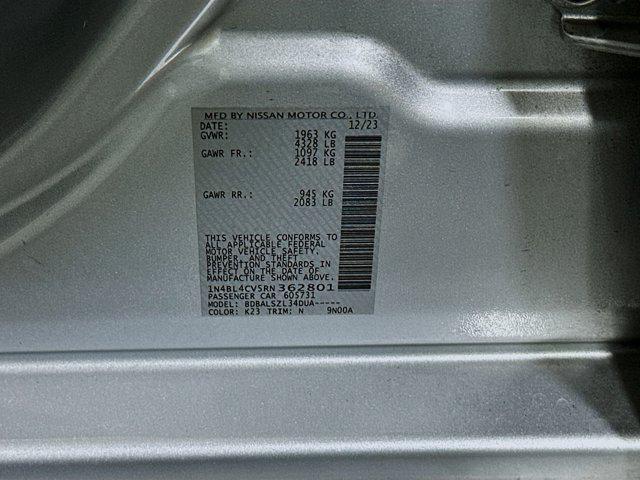 MFD BY NISSAN MOTOR CO., LTD.
DATE: 12/23
GVWR: 1963 KG
4328 LB
GAWR FR.: 1097 KG
2418 LB
GAWR RR.: 945 KG
2083 LB
THIS VEHICLE CONFORMS TO
ALL APPLICABLE FEDERAL
MOTOR VEHICLE SAFETY,
BUMPER, AND THEFT
PREVENTION STANDARDS IN
EFFECT ON THE DATE OF
MANUFACTURE SHOWN ABOVE.
1N4BL4CV5RN362801
PASSENGER CAR 605731
MODEL: BDBALSZL34DUA-----
COLOR: K23 TRIM: N 9N00A